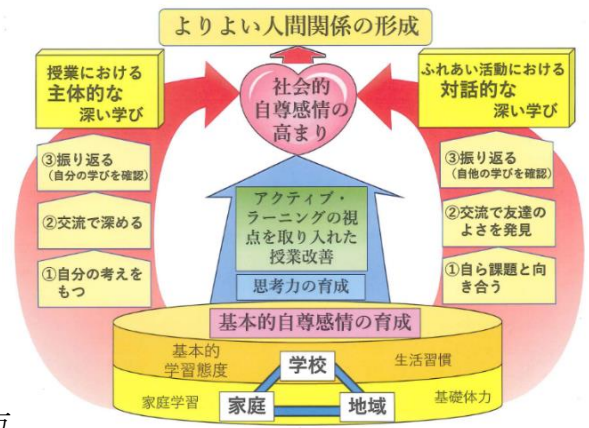 よりよい人間関係の形成
授業における
主体的な
深い学び
③振り返る
（自分の学びを確認）
②交流で深める
①自分の考えを
もつ
社会的
自尊感情の
高まり
アクティブ・
ラーニングの視
点を取り入れた
授業改善
思考力の育成
ふれあい活動における
対話的な
深い学び
③振り返る
（自他の学びを確認）
②交流で友達の
よさを発見
①自ら課題と向
き合う
基本的自尊感情の育成
基本的
学習態度
学校
生活習慣
家庭学習
家庭
地域
基礎体力